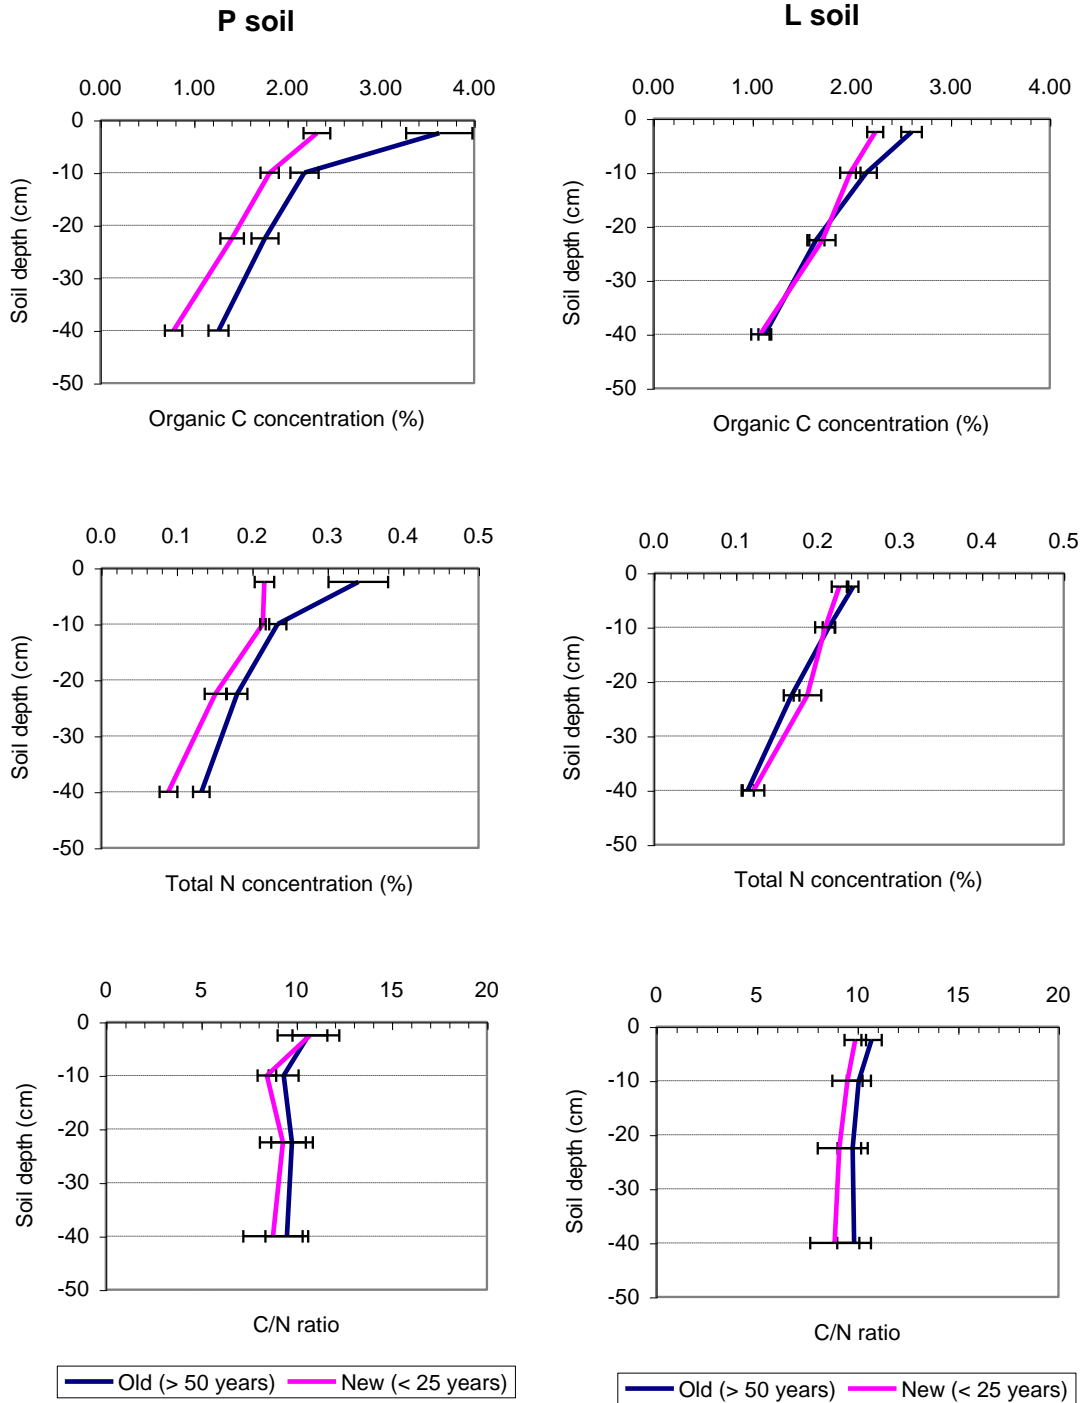 P soil
L soil
0.00 1.00 2.00 3.00 4.00
0
-10
-20
-30
-40
-50
Soil depth (cm)
Organic C concentration (%)
0.00 1.00 2.00 3.00 4.00
0
-10
-20
-30
-40
-50
Soil depth (cm)
Organic C concentration (%)
0.0 0.1 0.2 0.3 0.4 0.5
0
-10
-20
-30
-40
-50
Soil depth (cm)
Total N concentration (%)
0.0 0.1 0.2 0.3 0.4 0.5
0
-10
-20
-30
-40
-50
Soil depth (cm)
Total N concentration (%)
0 5 10 15 20
0
-10
-20
-30
-40
-50
Soil depth (cm)
C/N ratio
0 5 10 15 20
0
-10
-20
-30
-40
-50
Soil depth (cm)
C/N ratio
Old (> 50 years) New (< 25 years)
Old (> 50 years) New (< 25 years)